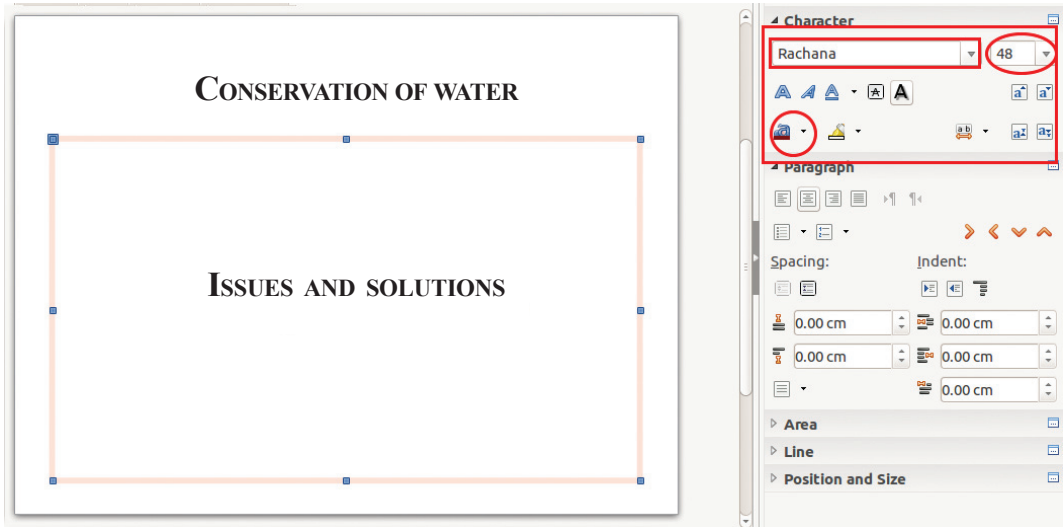 Conservation of water
Issues and solutions
Character
Rachana 48
Paragraph
Spacing: Indent:
0.00 cm 0.00 cm
0.00 cm 0.00 cm
0.00 cm
Area
Line
Position and Size